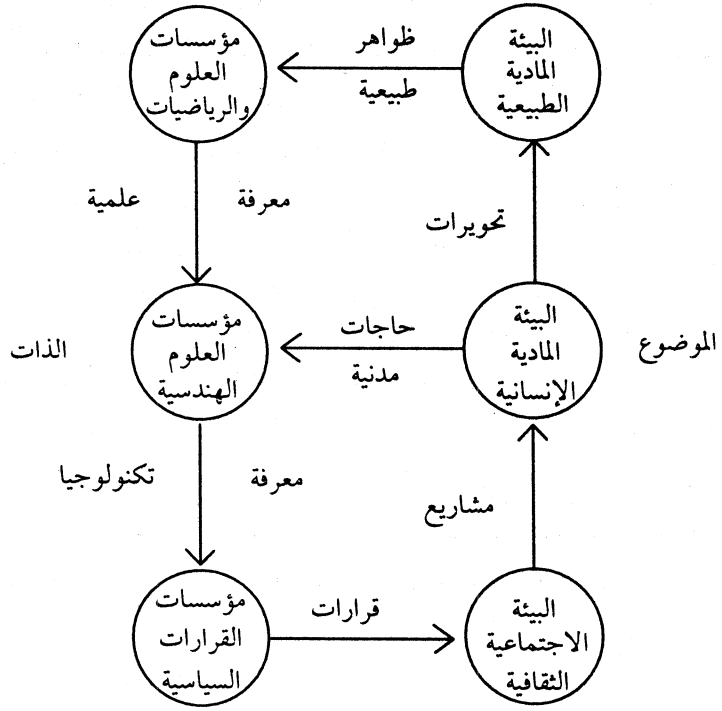 البيئة
المادية
الطبيعية
ظواهر
طبيعية
مؤسسات
العلوم
والرياضيات
تحويرات
معرفة
علمية
الموضوع
البيئة
المادية
الإنسانية
حاجات
مدنية
مؤسسات
العلوم
الهندسية
الذات
مشاريع
معرفة
تكنولوجيا
البيئة
الاجتماعية
الثقافية
قرارات
مؤسسات
القرارات
السياسية